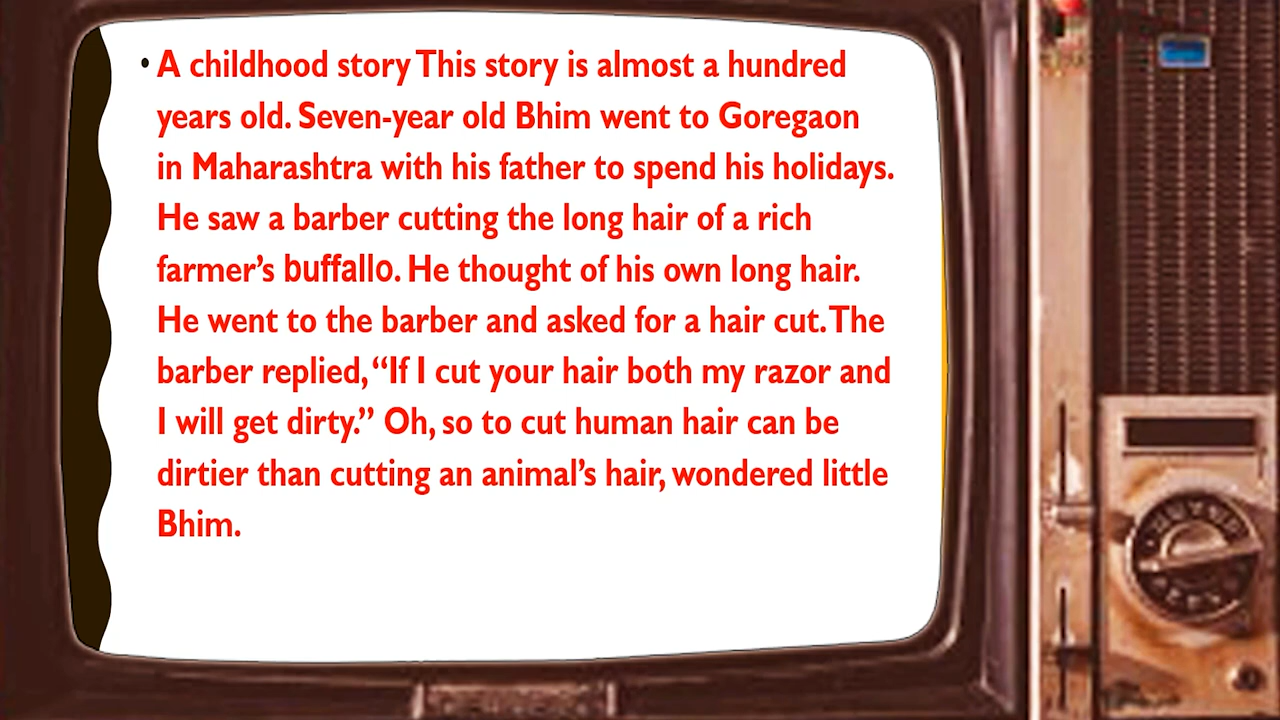 • A childhood story This story is almost a hundred
years old. Seven-year old Bhim went to Goregaon
in Maharashtra with his father to spend his holidays.
He saw a barber cutting the long hair of a rich
farmer’s buffallo. He thought of his own long hair.
He went to the barber and asked for a hair cut. The
barber replied, “If I cut your hair both my razor and
I will get dirty.” Oh, so to cut human hair can be
dirtier than cutting an animal’s hair, wondered little
Bhim.